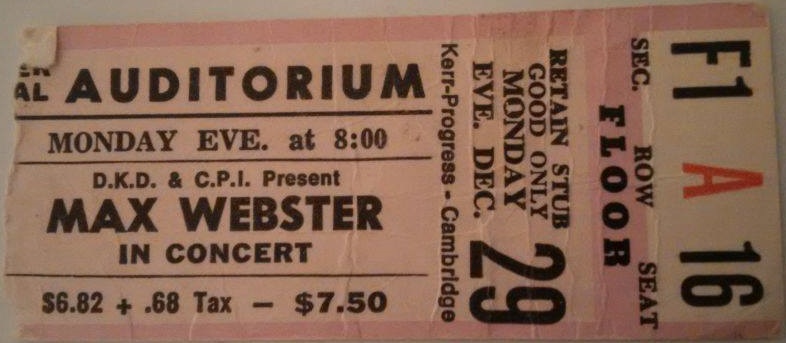 AL AUDITORIUM
MONDAY EVE. at 8:00
D.K.D. & C.P.I. Present
MAX WEBSTER
IN CONCERT
$6.82 + .68 Tax — $7.50
Kerr-Progress - Cambridge
EVE. DEC. 29
MONDAY
GOOD ONLY
RETAIN STUB
FLOOR
SEC. ROW SEAT
F1 A 16